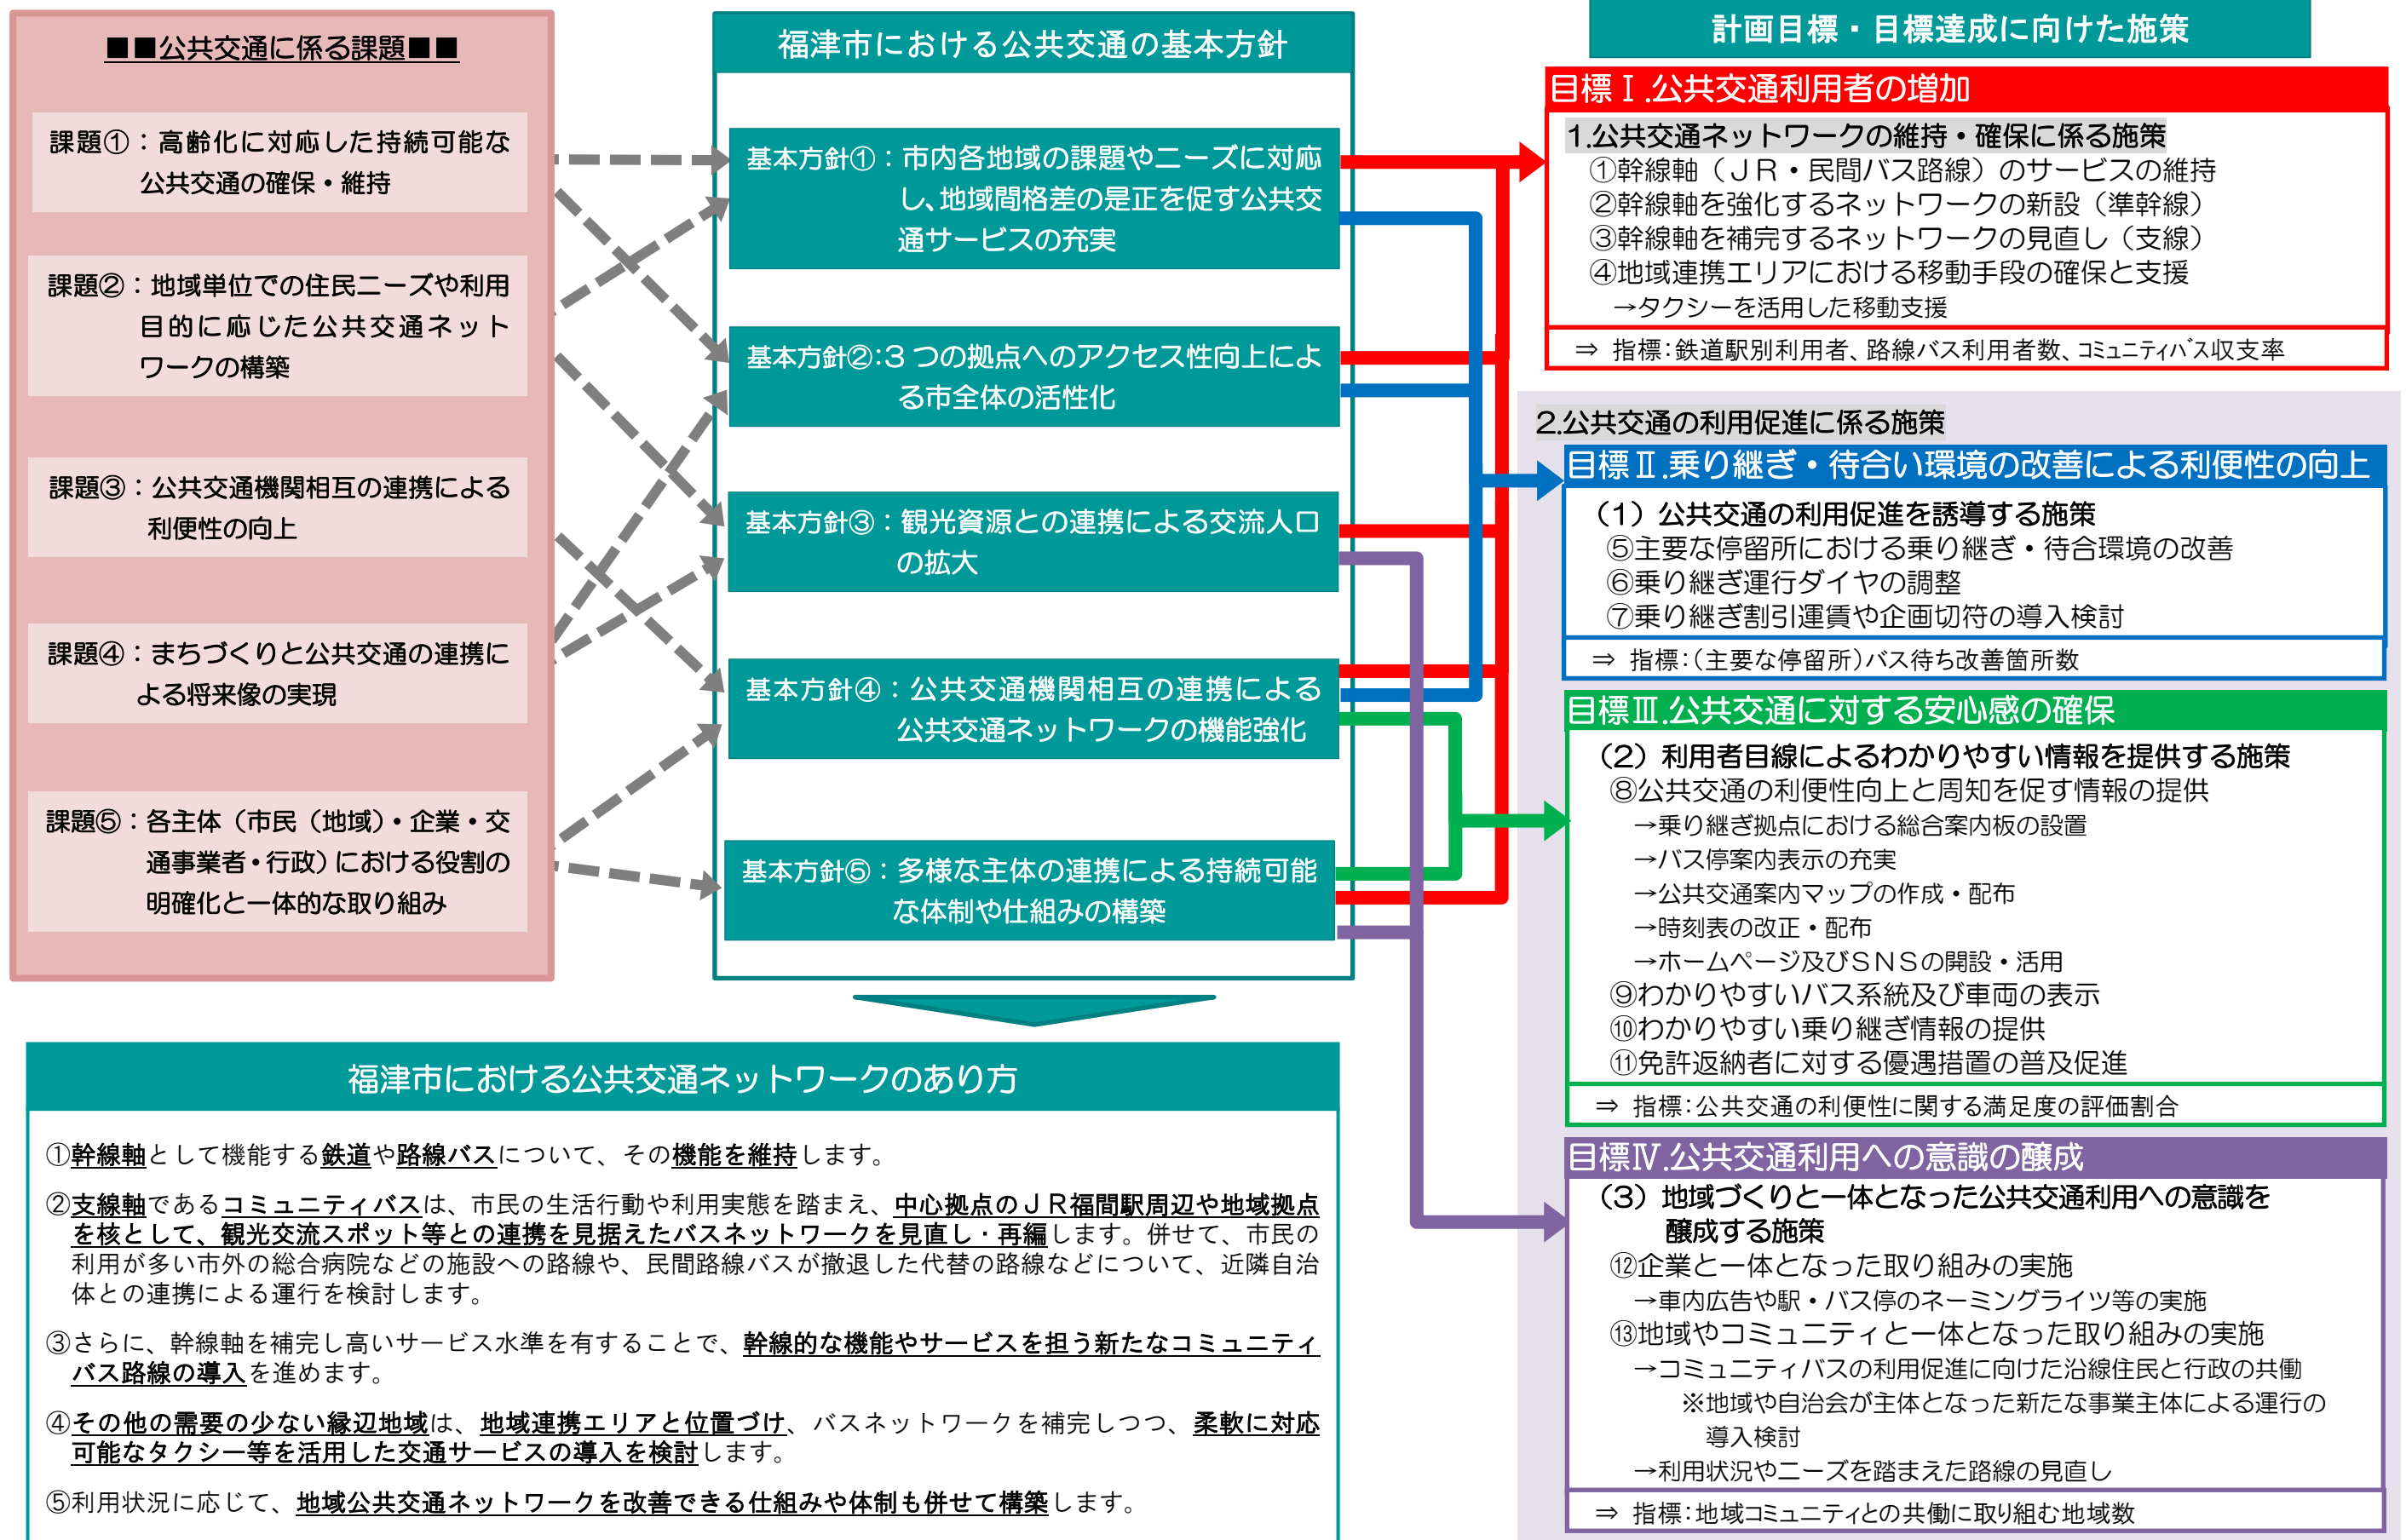 ■■公共交通に係る課題■■
課題①：高齢化に対応した持続可能な
公共交通の確保・維持
課題②：地域単位での住民ニーズや利用
目的に応じた公共交通ネット
ワークの構築
課題③：公共交通機関相互の連携による
利便性の向上
課題④：まちづくりと公共交通の連携に
よる将来像の実現
課題⑤：各主体（市民（地域）・企業・交
通事業者・行政）における役割の
明確化と一体的な取り組み
福津市における公共交通の基本方針
基本方針①：市内各地域の課題やニーズに対応
し、地域間格差の是正を促す公共交
通サービスの充実
基本方針②：３つの拠点へのアクセス性向上によ
る市全体の活性化
基本方針③：観光資源との連携による交流人口
の拡大
基本方針④：公共交通機関相互の連携による
公共交通ネットワークの機能強化
基本方針⑤：多様な主体の連携による持続可能
な体制や仕組みの構築
福津市における公共交通ネットワークのあり方
①幹線軸として機能する鉄道や路線バスについて、その機能を維持します。
②支線軸であるコミュニティバスは、市民の生活行動や利用実態を踏まえ、中心拠点のＪＲ福間駅周辺や地域拠点
を核として、観光交流スポット等との連携を見据えたバスネットワークを見直し・再編します。併せて、市民の
利用が多い市外の総合病院などの施設への路線や、民間路線バスが撤退した代替の路線などについて、近隣自治
体との連携による運行を検討します。
③さらに、幹線軸を補完し高いサービス水準を有することで、幹線的な機能やサービスを担う新たなコミュニティ
バス路線の導入を進めます。
④その他の需要の少ない縁辺地域は、地域連携エリアと位置づけ、バスネットワークを補完しつつ、柔軟に対応
可能なタクシー等を活用した交通サービスの導入を検討します。
⑤利用状況に応じて、地域公共交通ネットワークを改善できる仕組みや体制も併せて構築します。
計画目標・目標達成に向けた施策
目標Ⅰ.公共交通利用者の増加
1.公共交通ネットワークの維持・確保に係る施策
①幹線軸（ＪＲ・民間バス路線）のサービスの維持
②幹線軸を強化するネットワークの新設（準幹線）
③幹線軸を補完するネットワークの見直し（支線）
④地域連携エリアにおける移動手段の確保と支援
→タクシーを活用した移動支援
⇒ 指標：鉄道駅別利用者、路線バス利用者数、ｺﾐｭﾆﾃｨﾊﾞｽ収支率
2.公共交通の利用促進に係る施策
目標Ⅱ.乗り継ぎ・待合い環境の改善による利便性の向上
（1）公共交通の利用促進を誘導する施策
⑤主要な停留所における乗り継ぎ・待合環境の改善
⑥乗り継ぎ運行ダイヤの調整
⑦乗り継ぎ割引運賃や企画切符の導入検討
⇒ 指標：（主要な停留所）バス待ち改善箇所数
目標Ⅲ.公共交通に対する安心感の確保
（2）利用者目線によるわかりやすい情報を提供する施策
⑧公共交通の利便性向上と周知を促す情報の提供
→乗り継ぎ拠点における総合案内板の設置
→バス停案内表示の充実
→公共交通案内マップの作成・配布
→時刻表の改正・配布
→ホームページ及びＳＮＳの開設・活用
⑨わかりやすいバス系統及び車両の表示
⑩わかりやすい乗り継ぎ情報の提供
⑪免許返納者に対する優遇措置の普及促進
⇒ 指標：公共交通の利便性に関する満足度の評価割合
目標Ⅳ.公共交通利用への意識の醸成
（3）地域づくりと一体となった公共交通利用への意識を
醸成する施策
⑫企業と一体となった取り組みの実施
→車内広告や駅・バス停のネーミングライツ等の実施
⑬地域やコミュニティと一体となった取り組みの実施
→コミュニティバスの利用促進に向けた沿線住民と行政の共働
※地域や自治会が主体となった新たな事業主体による運行の
導入検討
→利用状況やニーズを踏まえた路線の見直し
⇒ 指標：地域ｺﾐｭﾆﾃｨとの共働に取り組む地域数